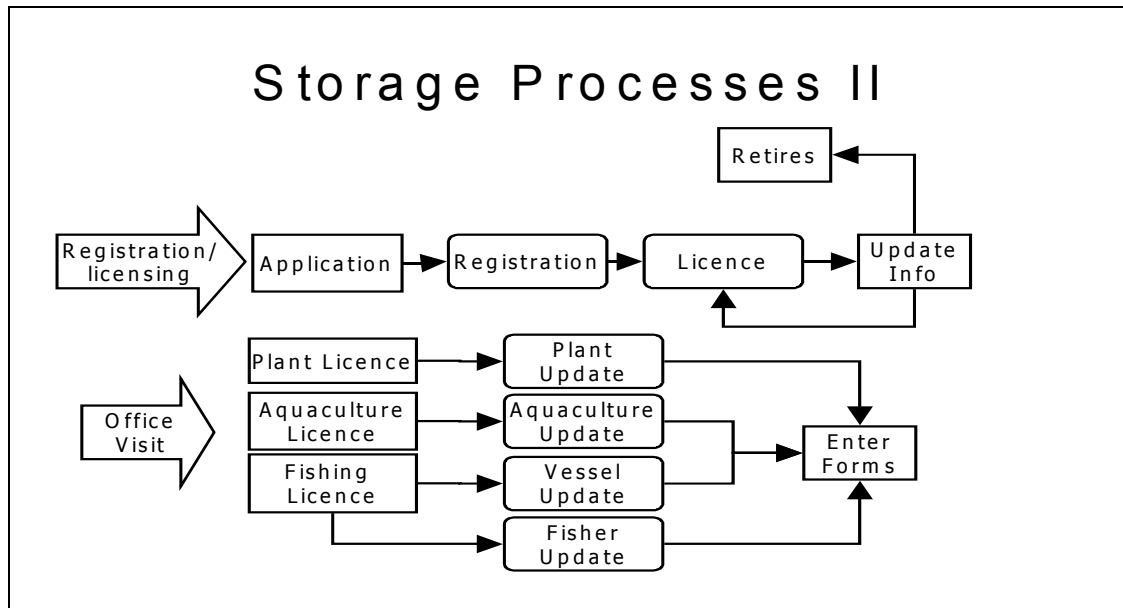 Storage Processes II
Retires
Registration/
licensing
Application
Registration
Licence
Update
Info
Plant Licence
Plant
Update
Office
Visit
Aquaculture
Licence
Aquaculture
Update
Enter
Forms
Fishing
Licence
Vessel
Update
Fisher
Update